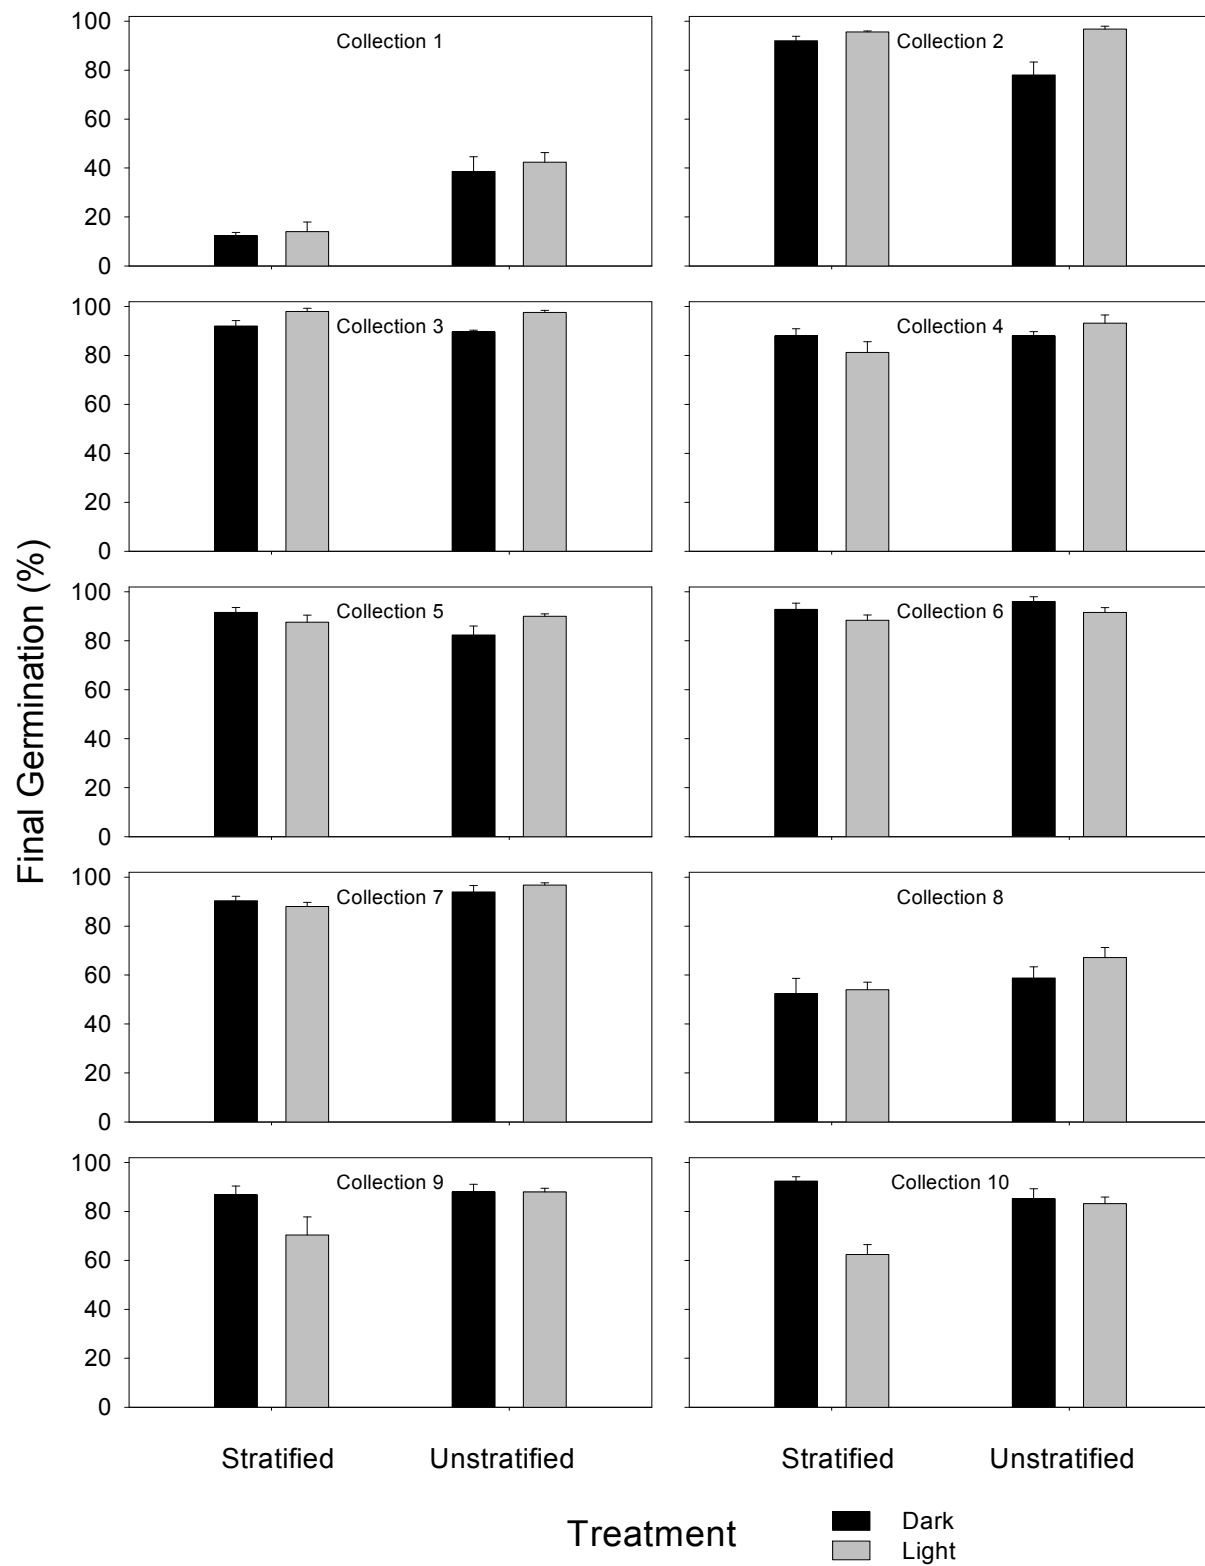 Final Germination (%)
100
80
60
40
20
0
Collection 1
Collection 2
100
80
60
40
20
0
Collection 3
Collection 4
100
80
60
40
20
0
Collection 5
Collection 6
100
80
60
40
20
0
Collection 7
Collection 8
100
80
60
40
20
0
Collection 9
Collection 10
Stratified
Unstratified
Stratified
Unstratified
Treatment
Dark
Light